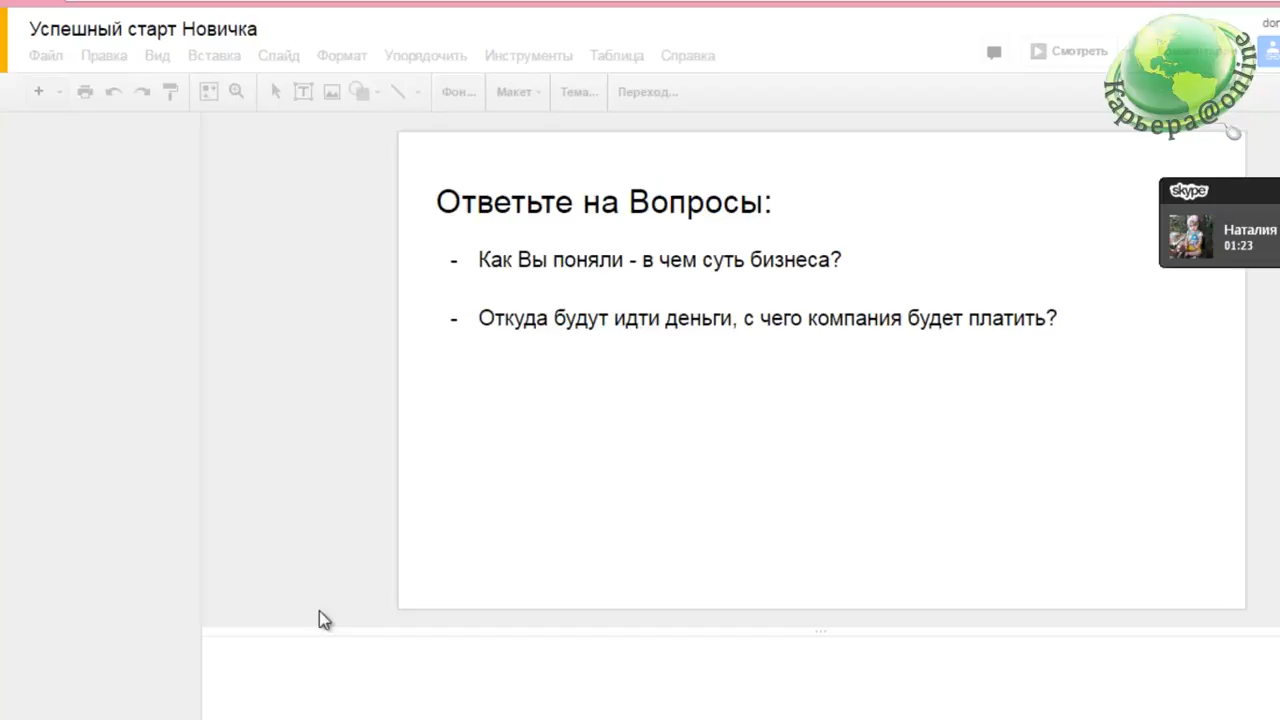 Успешный старт Новичка
dor
Файл Правка Вид Вставка Слайд Формат Упорядочить Инструменты Таблица Справка
Смотреть
Карьера@online
Фон... Макет Тема... Переход...
Ответьте на Вопросы:
skype
- Как Вы поняли - в чем суть бизнеса?
Наталия
01:23
- Откуда будут идти деньги, с чего компания будет платить?